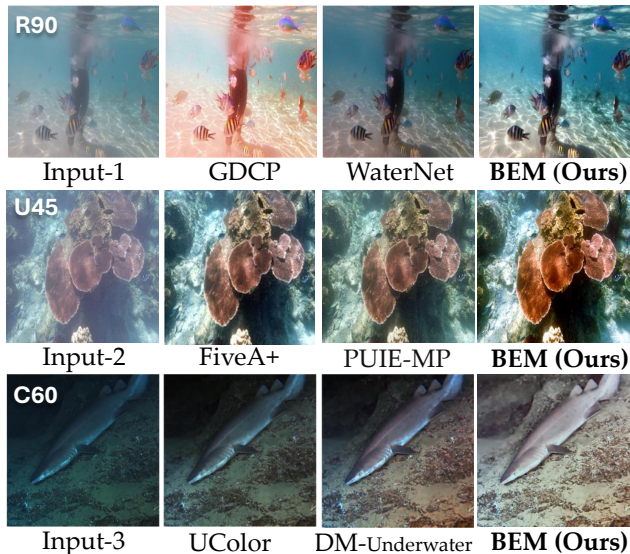 R90
Input-1 GDCP WaterNet BEM (Ours)
U45
Input-2 FiveA+ PUIE-MP BEM (Ours)
C60
Input-3 UColor DM-Underwater BEM (Ours)